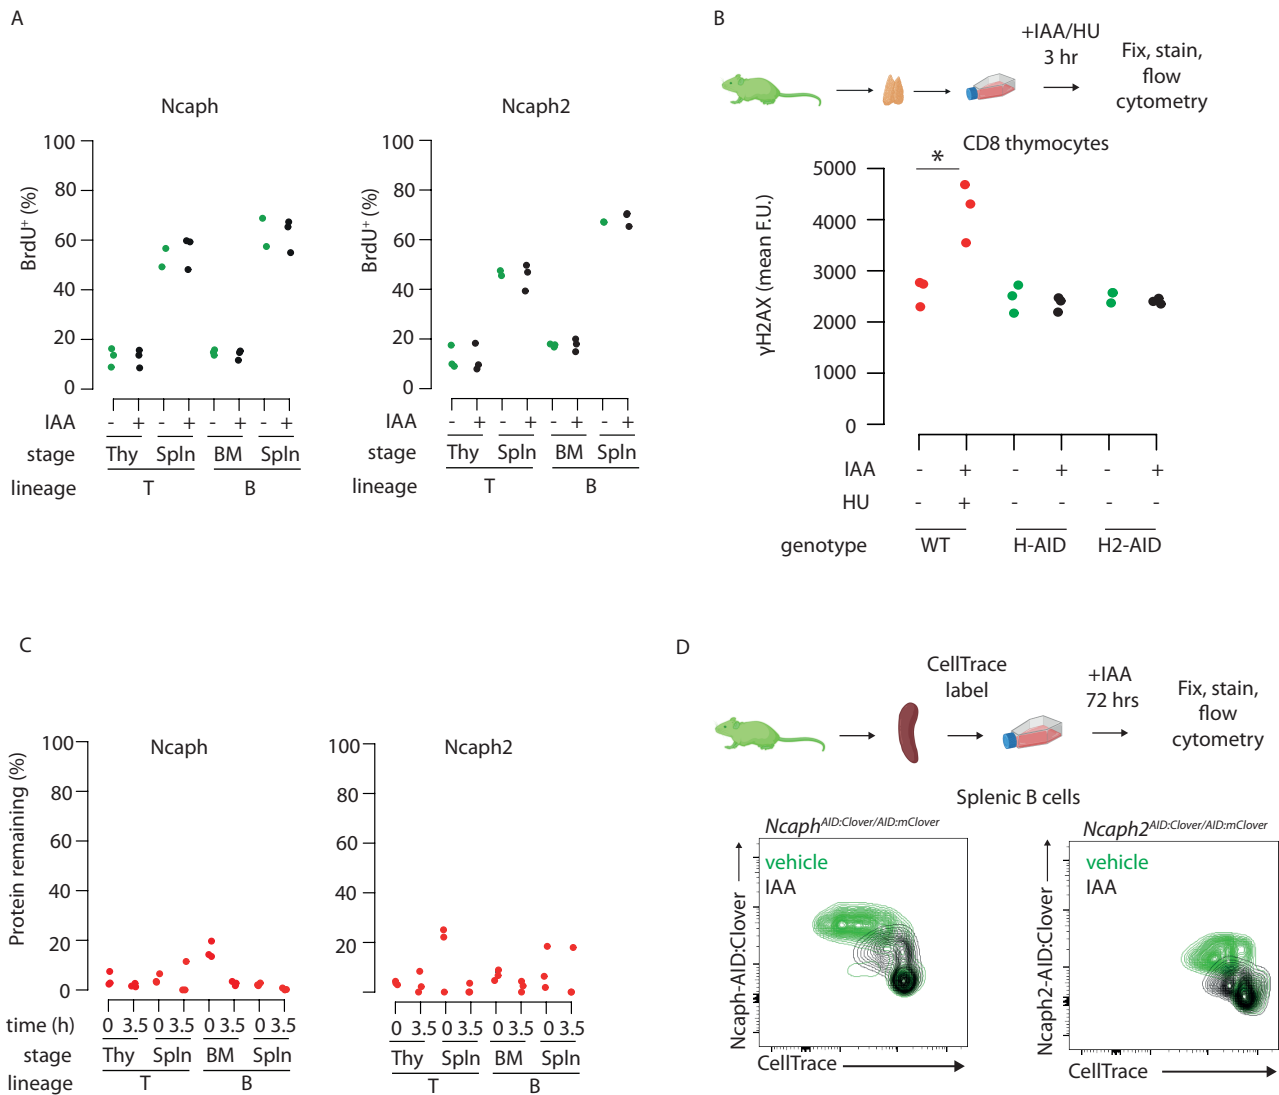 A
Ncaph
BrdU⁺ (%)
100
80
60
40
20
0
IAA - + - + - + - +
stage Thy Spln BM Spln
lineage T B
Ncaph2
BrdU⁺ (%)
100
80
60
40
20
0
IAA - + - + - + - +
stage Thy Spln BM Spln
lineage T B
B
+IAA/HU
3 hr
Fix, stain,
flow
cytometry
CD8 thymocytes
*
γH2AX (mean F.U.)
5000
4000
3000
2000
1000
0
IAA - + - + - +
HU - + - - - -
genotype WT H-AID H2-AID
C
Ncaph
Protein remaining (%)
100
80
60
40
20
0
time (h) 0 3.5 0 3.5 0 3.5 0 3.5
stage Thy Spln BM Spln
lineage T B
Ncaph2
100
80
60
40
20
0 3.5 0 3.5 0 3.5 0 3.5
Thy Spln BM Spln
T B
D
CellTrace
label
+IAA
72 hrs
Fix, stain,
flow
cytometry
Splenic B cells
Ncaph^AID:Clover/AID:mClover
vehicle
IAA
Ncaph-AID:Clover
CellTrace
Ncaph2^AID:Clover/AID:mClover
vehicle
IAA
Ncaph2-AID:Clover
CellTrace